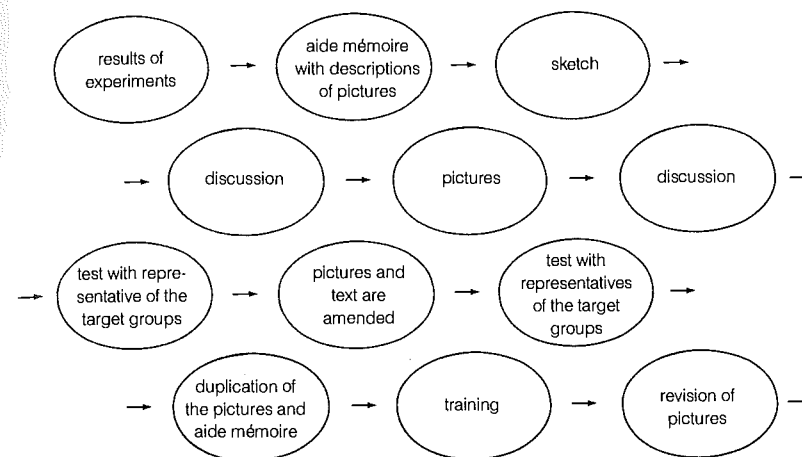 results of
experiments
aide mémoire
with descriptions
of pictures
sketch
discussion
pictures
discussion
test with repre-
sentative of the
target groups
pictures and
text are
amended
test with
representatives
of the target
groups
duplication of
the pictures and
aide mémoire
training
revision of
pictures